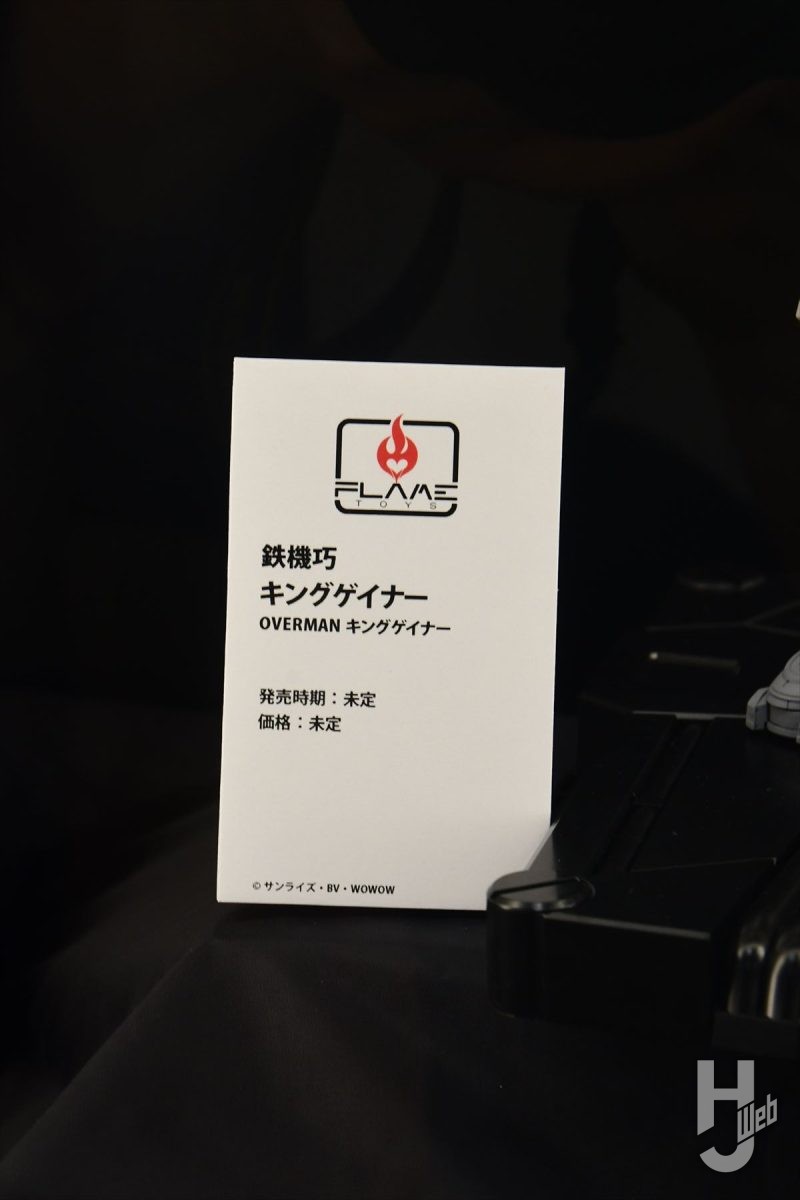 FLAME
TOYS
鉄機巧
キングゲイナー
OVERMAN キングゲイナー
発売時期：未定
価格：未定
© サンライズ・BV・WOWOW
HJ Web